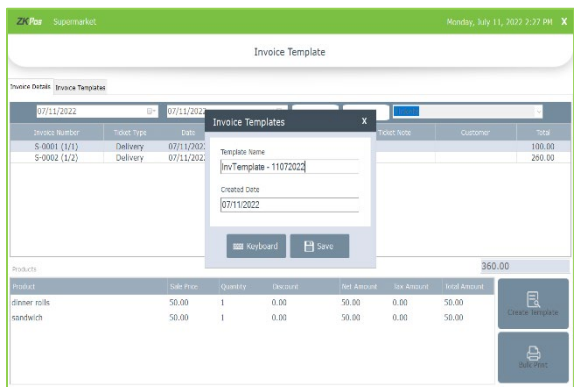 ZKPos Supermarket Monday, July 11, 2022 2:27 PM X
Invoice Template
Invoice Details Invoice Templates
07/11/2022 07/11/2022
Invoice Templates X
Invoice Number Ticket Type Date Ticket Note Customer Total
S-0001 (1/1) Delivery 07/11/202 100.00
S-0002 (1/2) Delivery 07/11/202 260.00
Template Name
InvTemplate - 11072022
Created Date
07/11/2022
Keyboard Save
Products 360.00
Product Sale Price Quantity Discount Net Amount Tax Amount Total Amount
dinner rolls 50.00 1 0.00 50.00 0.00 50.00
sandwich 50.00 1 0.00 50.00 0.00 50.00
Create Template
Bulk Print